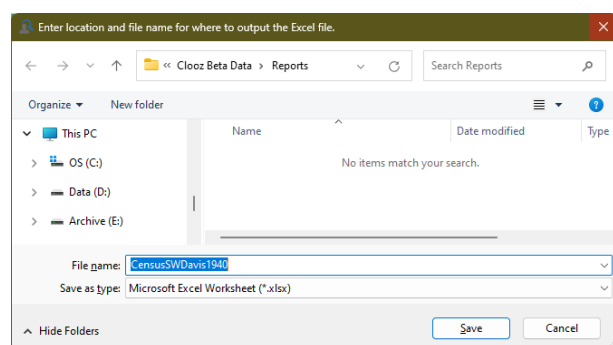 Enter location and file name for where to output the Excel file.
« Clooz Beta Data > Reports
Search Reports
Organize
New folder
Name
Date modified
Type
This PC
OS (C:)
Data (D:)
Archive (E:)
No items match your search.
File name: CensusSWDavis1940
Save as type: Microsoft Excel Worksheet (*.xlsx)
Hide Folders
Save
Cancel